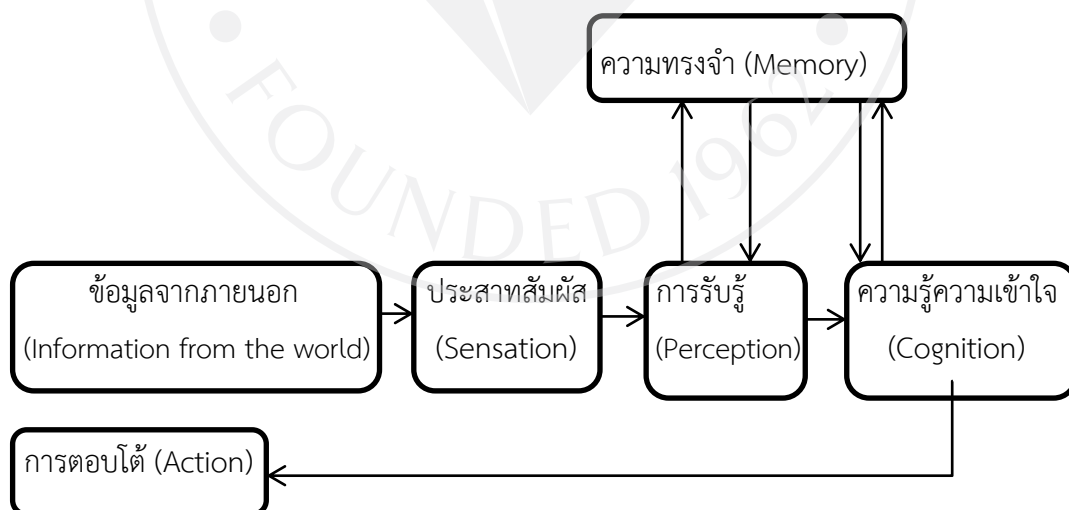 ความทรงจำ (Memory)
FOUNDED 1962
ข้อมูลจากภายนอก
(Information from the world)
ประสาทสัมผัส
(Sensation)
การรับรู้
(Perception)
ความรู้ความเข้าใจ
(Cognition)
การตอบโต้ (Action)